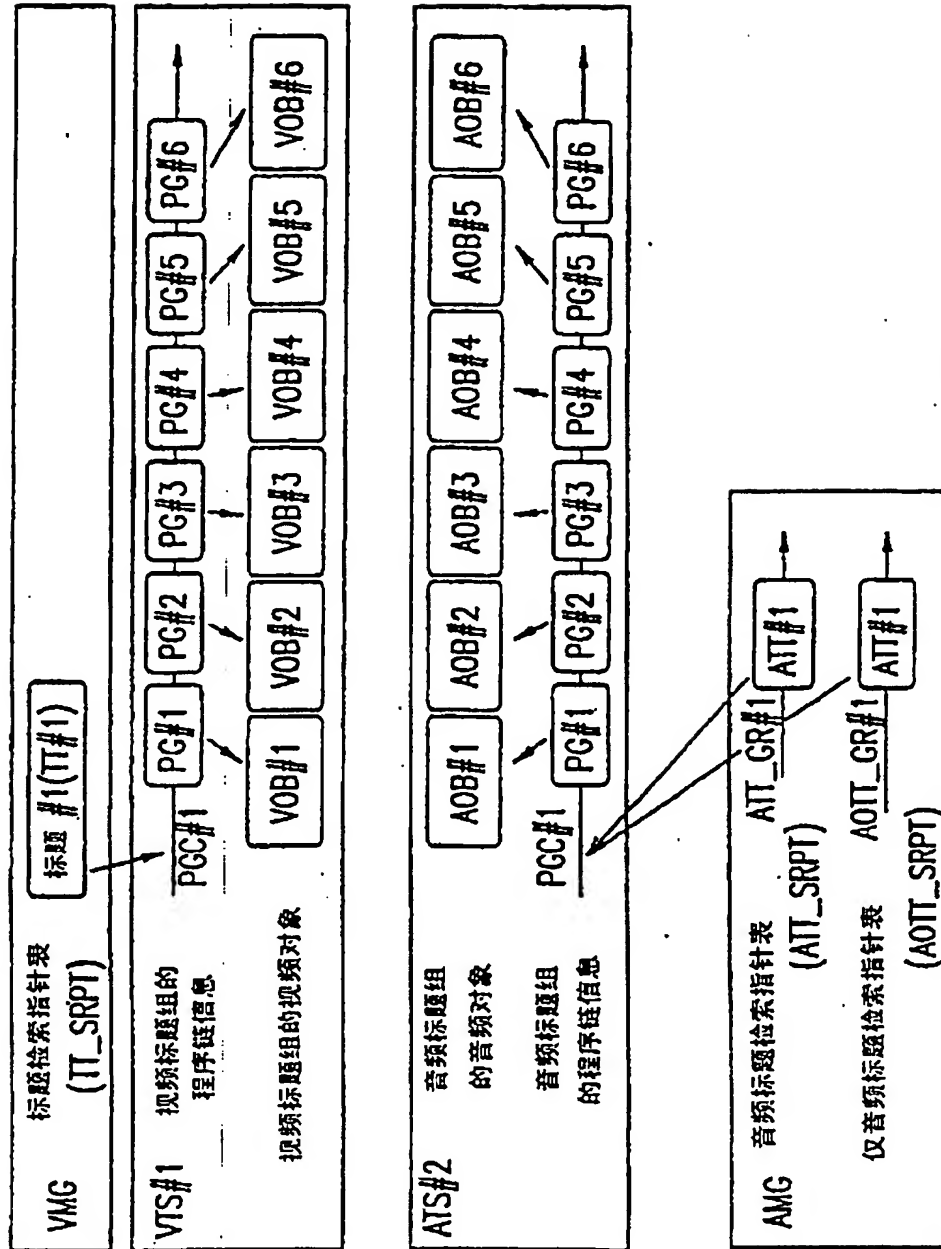 VMG
标题检索指针表
(TT_SRPT)
标题 #1(TT#1)
VTS#1
视频标题组的
程序链信息
PGC#1
PG#1
PG#2
PG#3
PG#4
PG#5
PG#6
视频标题组的视频对象
VOB#1
VOB#2
VOB#3
VOB#4
VOB#5
VOB#6
ATS#2
音频标题组
的音频对象
AOB#1
AOB#2
AOB#3
AOB#4
AOB#5
AOB#6
音频标题组
的程序链信息
PGC#1
PG#1
PG#2
PG#3
PG#4
PG#5
PG#6
AMG
音频标题检索指针表
(ATT_SRPT)
ATT_GR#1
ATT#1
仅音频标题检索指针表
(AOTT_SRPT)
AOTT_GR#1
ATT#1